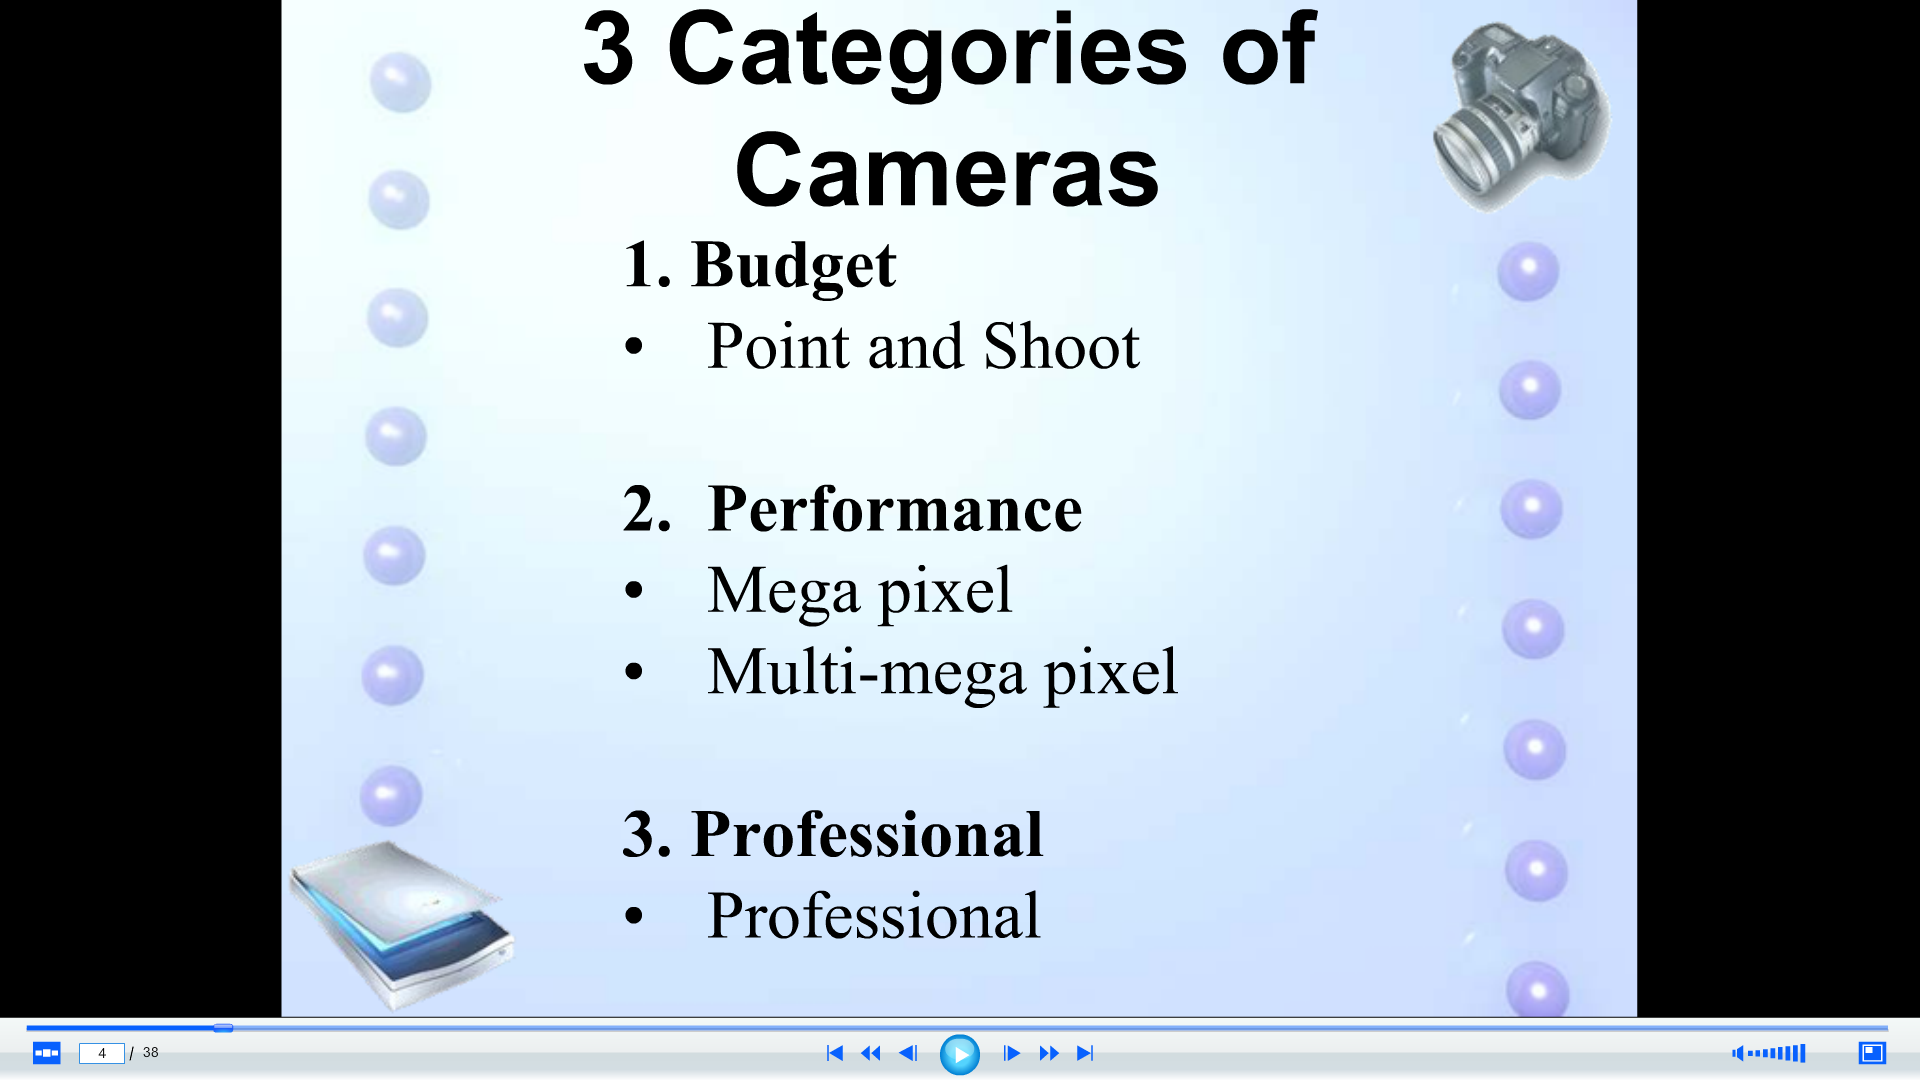 3 Categories of
Cameras
1. Budget
• Point and Shoot
2. Performance
• Mega pixel
• Multi-mega pixel
3. Professional
• Professional
4 / 38